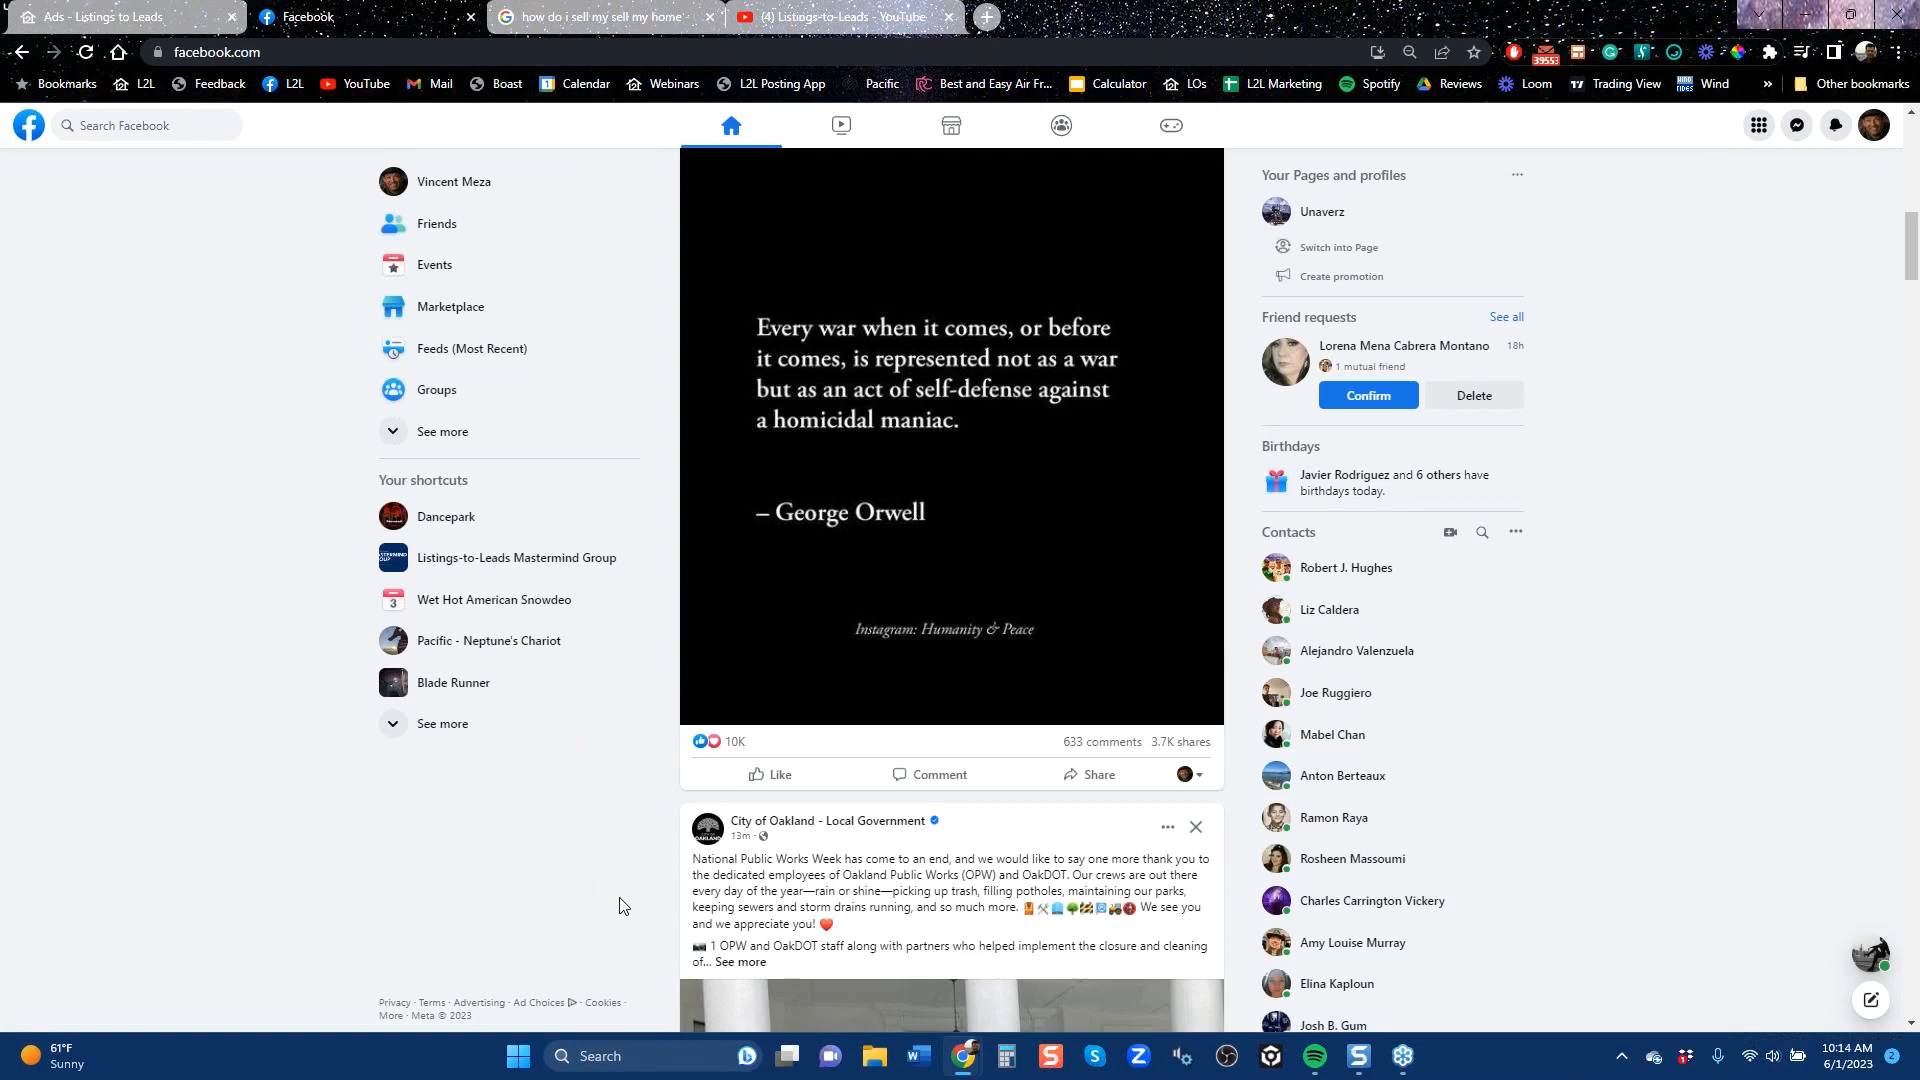 Ads - Listings to Leads
Facebook
how do i sell my sell my home -
(4) Listings-to-Leads - YouTube
facebook.com
39553
Bookmarks
L2L
Feedback
L2L
YouTube
Mail
Boast
Calendar
Webinars
L2L Posting App
Pacific
Best and Easy Air Fr...
Calculator
LOs
L2L Marketing
Spotify
Reviews
Loom
Trading View
Wind
»
Other bookmarks
Search Facebook
Vincent Meza
Friends
Events
Marketplace
Feeds (Most Recent)
Groups
See more
Your shortcuts
Dancepark
Listings-to-Leads Mastermind Group
3
Wet Hot American Snowdeo
Pacific - Neptune's Chariot
Blade Runner
See more
Privacy · Terms · Advertising · Ad Choices · Cookies ·
More · Meta © 2023
Every war when it comes, or before
it comes, is represented not as a war
but as an act of self-defense against
a homicidal maniac.
– George Orwell
Instagram: Humanity & Peace
10K
633 comments 3.7K shares
Like
Comment
Share
City of Oakland - Local Government
13m ·
National Public Works Week has come to an end, and we would like to say one more thank you to
the dedicated employees of Oakland Public Works (OPW) and OakDOT. Our crews are out there
every day of the year—rain or shine—picking up trash, filling potholes, maintaining our parks,
keeping sewers and storm drains running, and so much more. We see you
and we appreciate you!
1 OPW and OakDOT staff along with partners who helped implement the closure and cleaning
of... See more
Your Pages and profiles
Unaverz
Switch into Page
Create promotion
Friend requests
See all
Lorena Mena Cabrera Montano
18h
1 mutual friend
Confirm
Delete
Birthdays
Javier Rodriguez and 6 others have
birthdays today.
Contacts
Robert J. Hughes
Liz Caldera
Alejandro Valenzuela
Joe Ruggiero
Mabel Chan
Anton Berteaux
Ramon Raya
Rosheen Massoumi
Charles Carrington Vickery
Amy Louise Murray
Elina Kaploun
Josh B. Gum
61°F
Sunny
Search
10:14 AM
6/1/2023
2